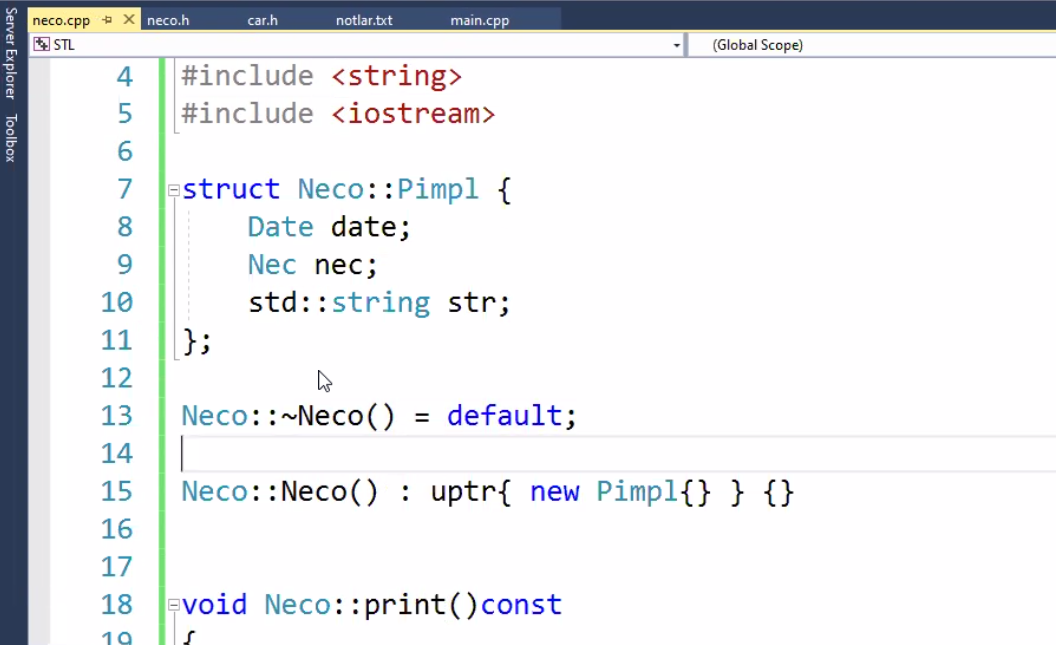 Server Explorer
Toolbox
neco.cpp neco.h car.h notlar.txt main.cpp
STL (Global Scope)
4 #include <string>
5 #include <iostream>
6
7 struct Neco::Pimpl {
8 Date date;
9 Nec nec;
10 std::string str;
11 };
12
13 Neco::~Neco() = default;
14
15 Neco::Neco() : uptr{ new Pimpl{} } {}
16
17
18 void Neco::print()const
19 {